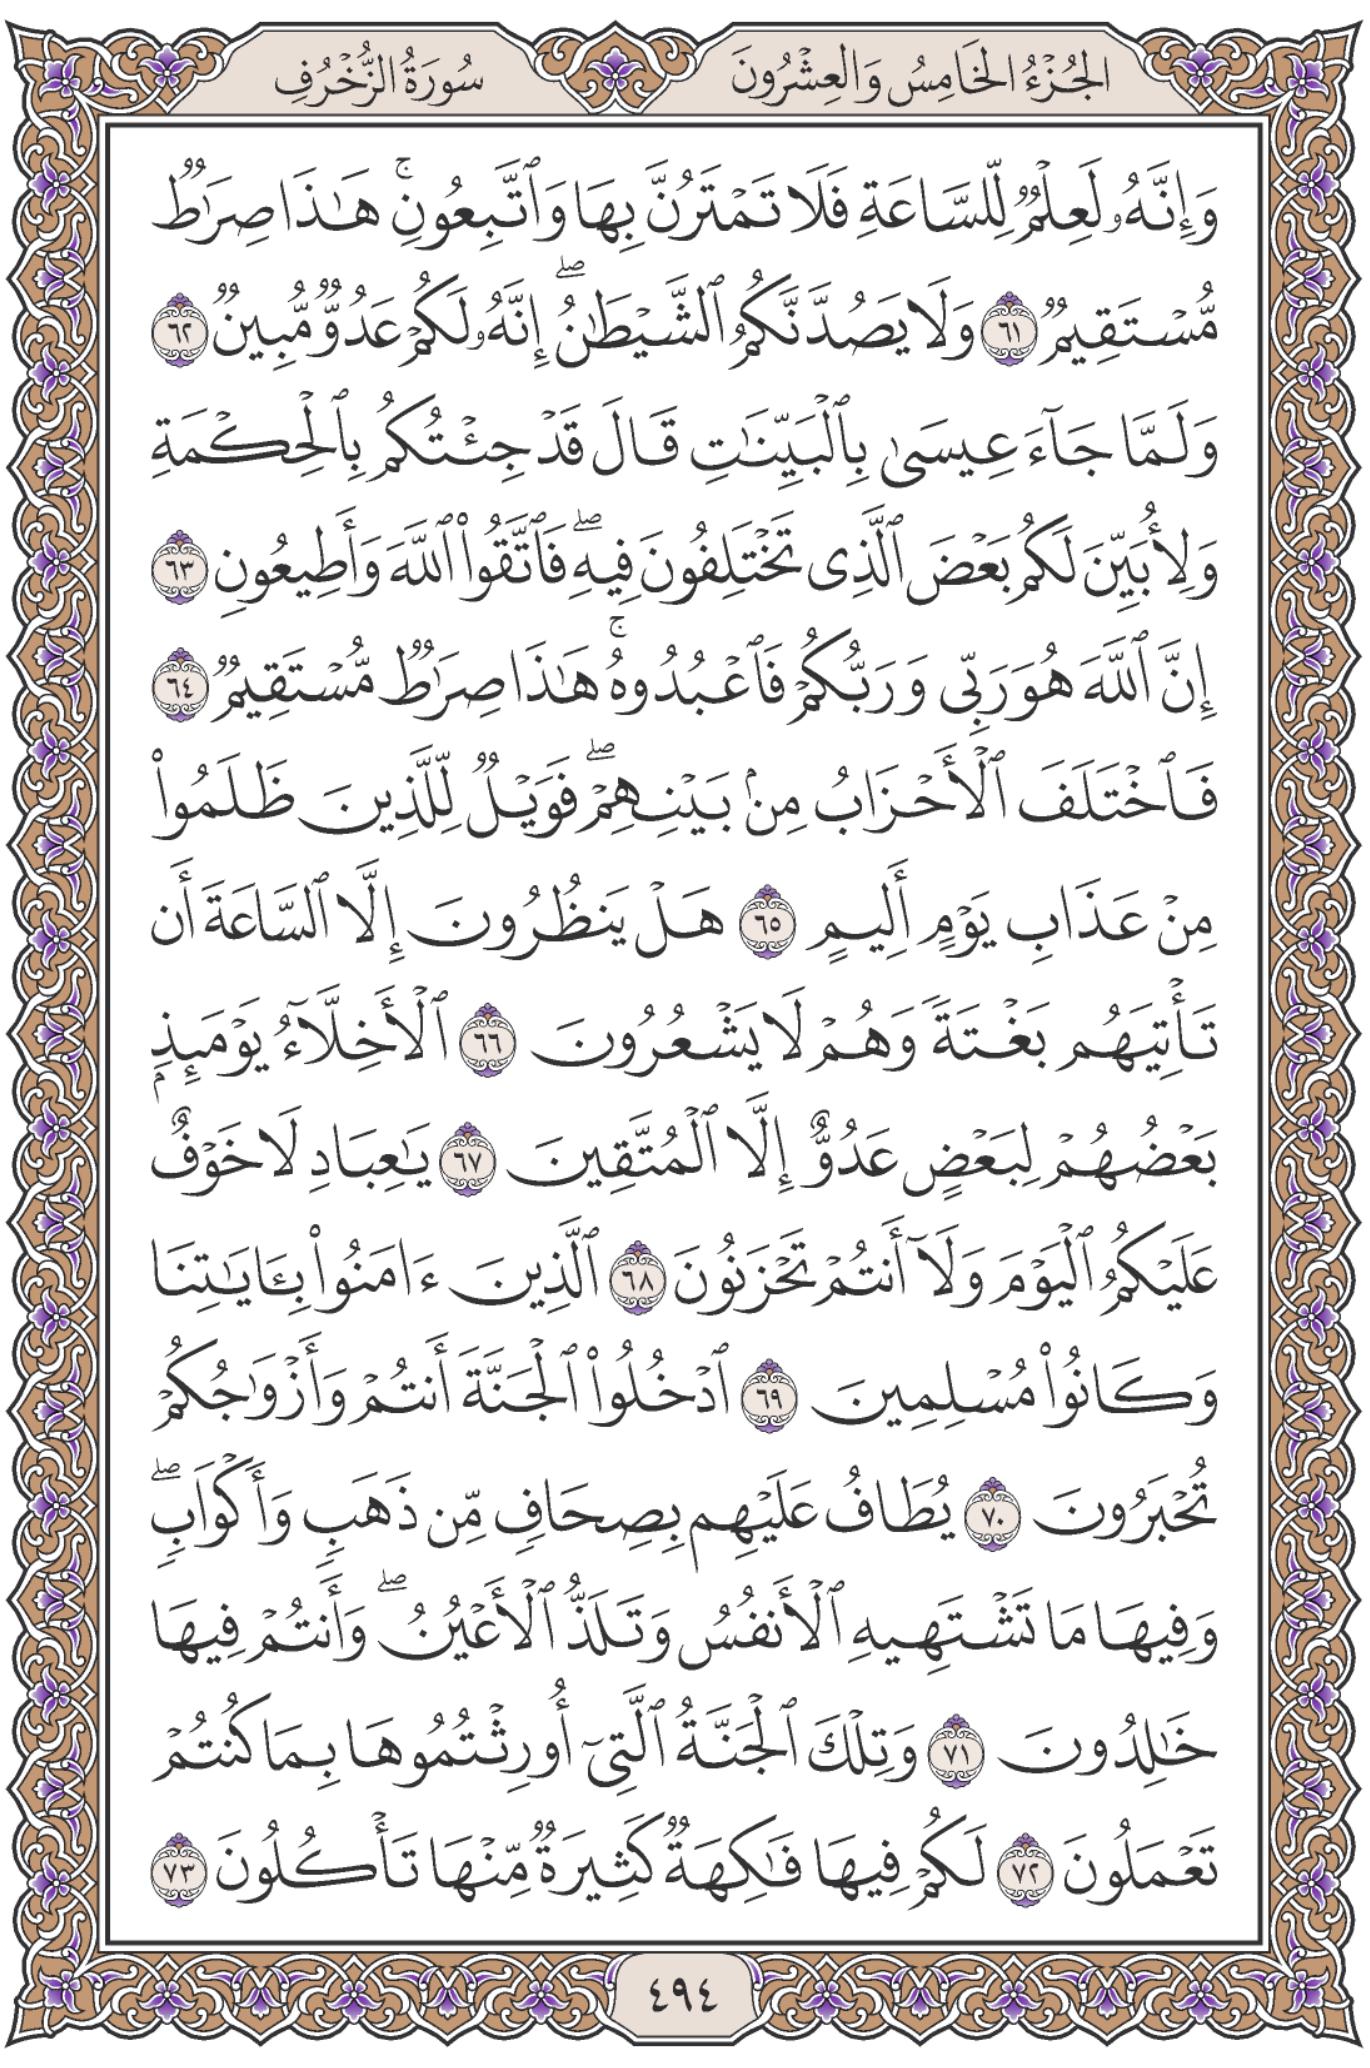 الجُزْءُ الخَامِسُ وَالعِشْرُونَ
سُورَةُ الزُّخْرُفِ
وَإِنَّهُۥ لَعِلْمٌۭ لِّلسَّاعَةِ فَلَا تَمْتَرُنَّ بِهَا وَٱتَّبِعُونِ ۚ هَـٰذَا صِرَٰطٌۭ
مُّسْتَقِيمٌۭ ٦١ وَلَا يَصُدَّنَّكُمُ ٱلشَّيْطَـٰنُ ۖ إِنَّهُۥ لَكُمْ عَدُوٌّۭ مُّبِينٌۭ ٦٢
وَلَمَّا جَآءَ عِيسَىٰ بِٱلْبَيِّنَـٰتِ قَالَ قَدْ جِئْتُكُم بِٱلْحِكْمَةِ
وَلِأُبَيِّنَ لَكُم بَعْضَ ٱلَّذِى تَخْتَلِفُونَ فِيهِ ۖ فَٱتَّقُوا۟ ٱللَّهَ وَأَطِيعُونِ ٦٣
إِنَّ ٱللَّهَ هُوَ رَبِّى وَرَبُّكُمْ فَٱعْبُدُوهُ ۚ هَـٰذَا صِرَٰطٌۭ مُّسْتَقِيمٌۭ ٦٤
فَٱخْتَلَفَ ٱلْأَحْزَابُ مِنۢ بَيْنِهِمْ ۖ فَوَيْلٌۭ لِّلَّذِينَ ظَلَمُوا۟
مِنْ عَذَابِ يَوْمٍ أَلِيمٍ ٦٥ هَلْ يَنظُرُونَ إِلَّا ٱلسَّاعَةَ أَن
تَأْتِيَهُم بَغْتَةًۭ وَهُمْ لَا يَشْعُرُونَ ٦٦ ٱلْأَخِلَّآءُ يَوْمَئِذٍۭ
بَعْضُهُمْ لِبَعْضٍ عَدُوٌّ إِلَّا ٱلْمُتَّقِينَ ٦٧ يَـٰعِبَادِ لَا خَوْفٌ
عَلَيْكُمُ ٱلْيَوْمَ وَلَآ أَنتُمْ تَحْزَنُونَ ٦٨ ٱلَّذِينَ ءَامَنُوا۟ بِـَٔايَـٰتِنَا
وَكَانُوا۟ مُسْلِمِينَ ٦٩ ٱدْخُلُوا۟ ٱلْجَنَّةَ أَنتُمْ وَأَزْوَٰجُكُمْ
تُحْبَرُونَ ٧٠ يُطَافُ عَلَيْهِم بِصِحَافٍۢ مِّن ذَهَبٍۢ وَأَكْوَابٍۢ ۖ
وَفِيهَا مَا تَشْتَهِيهِ ٱلْأَنفُسُ وَتَلَذُّ ٱلْأَعْيُنُ ۖ وَأَنتُمْ فِيهَا
خَـٰلِدُونَ ٧١ وَتِلْكَ ٱلْجَنَّةُ ٱلَّتِىٓ أُورِثْتُمُوهَا بِمَا كُنتُمْ
تَعْمَلُونَ ٧٢ لَكُمْ فِيهَا فَـٰكِهَةٌۭ كَثِيرَةٌۭ مِّنْهَا تَأْكُلُونَ ٧٣
٤٩٤